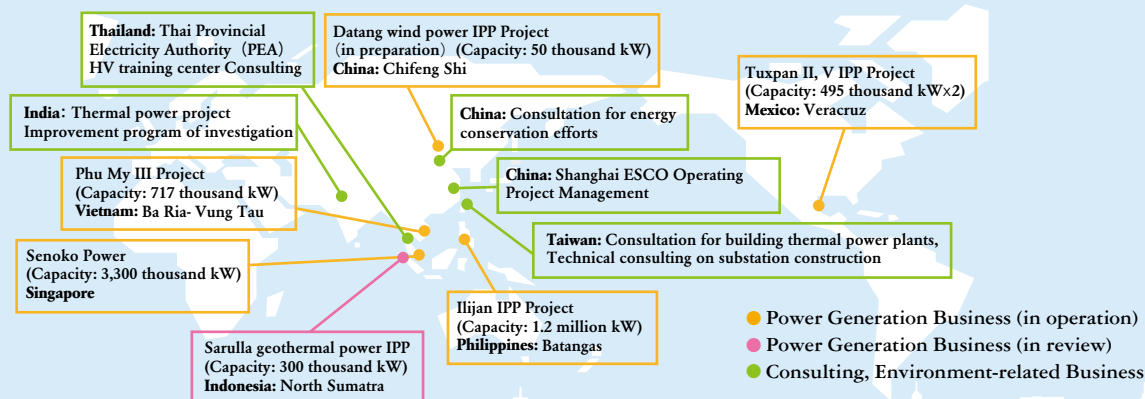 Thailand: Thai Provincial
Electricity Authority (PEA)
HV training center Consulting
Datang wind power IPP Project
(in preparation) (Capacity: 50 thousand kW)
China: Chifeng Shi
Tuxpan II, V IPP Project
(Capacity: 495 thousand kW×2)
Mexico: Veracruz
India: Thermal power project
Improvement program of investigation
China: Consultation for energy
conservation efforts
Phu My III Project
(Capacity: 717 thousand kW)
Vietnam: Ba Ria- Vung Tau
China: Shanghai ESCO Operating
Project Management
Senoko Power
(Capacity: 3,300 thousand kW)
Singapore
Taiwan: Consultation for building thermal power plants,
Technical consulting on substation construction
Ilijan IPP Project
(Capacity: 1.2 million kW)
Philippines: Batangas
Sarulla geothermal power IPP
(Capacity: 300 thousand kW)
Indonesia: North Sumatra
Power Generation Business (in operation)
Power Generation Business (in review)
Consulting, Environment-related Business